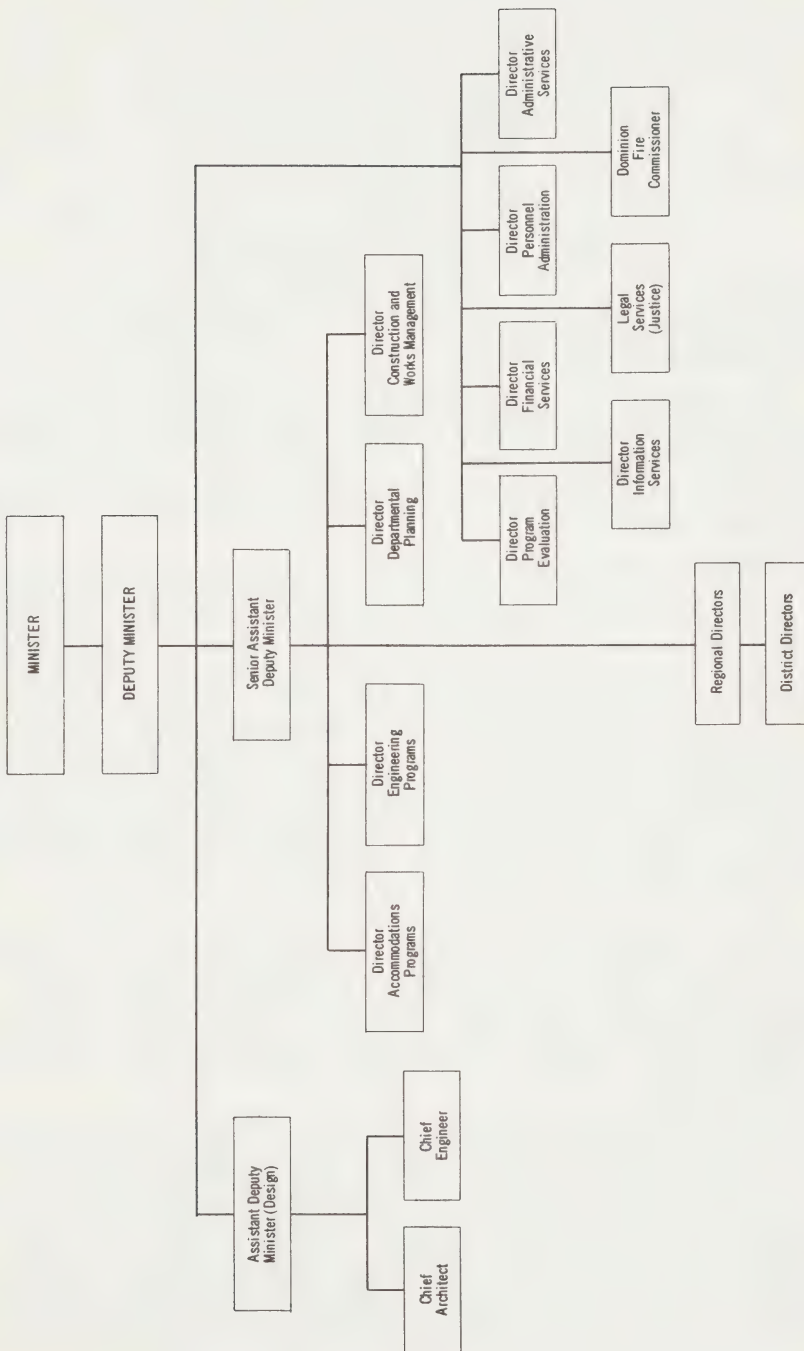 MINISTER
DEPUTY MINISTER
Assistant Deputy
Minister (Design)
Senior Assistant
Deputy Minister
Chief
Architect
Chief
Engineer
Director
Accommodations
Programs
Director
Engineering
Programs
Director
Departmental
Planning
Director
Construction and
Works Management
Director
Program
Evaluation
Director
Financial
Services
Director
Personnel
Administration
Director
Administrative
Services
Director
Information
Services
Legal
Services
(Justice)
Dominion
Fire
Commissioner
Regional Directors
District Directors